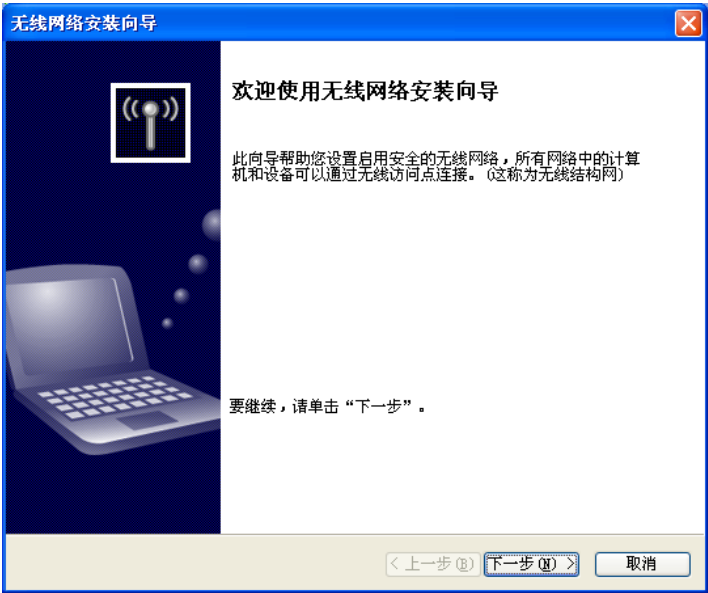 无线网络安装向导
欢迎使用无线网络安装向导
此向导帮助您设置启用安全的无线网络，所有网络中的计算
机和设备可以通过无线访问点连接。(这称为无线结构网)
要继续，请单击“下一步”。
< 上一步(B) 下一步(N) > 取消